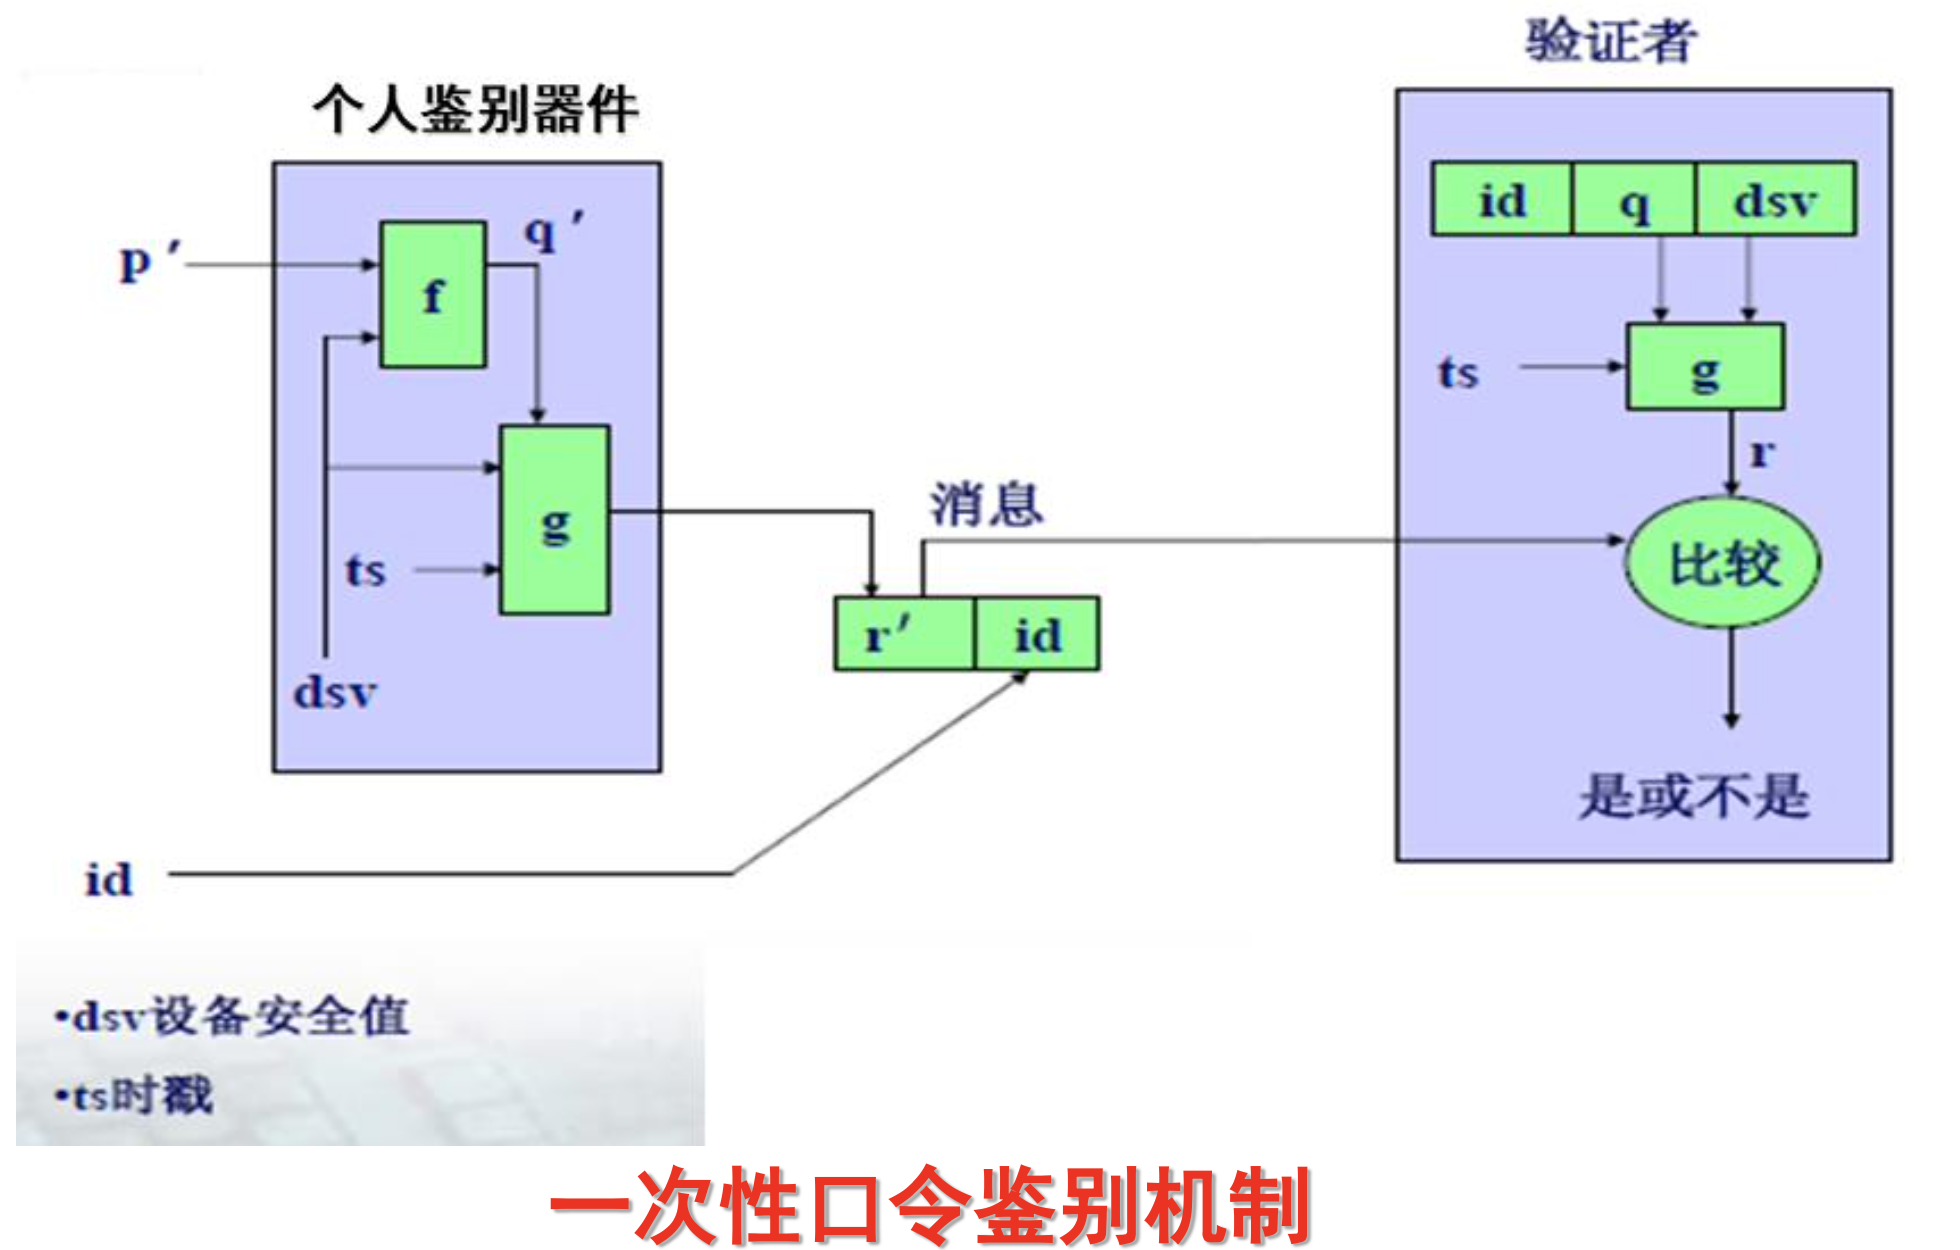 验证者
个人鉴别器件
id q dsv
p′
f
q′
ts
g
r
g
ts
消息
比较
r′ id
dsv
是或不是
id
•dsv设备安全值
•ts时戳
一次性口令鉴别机制